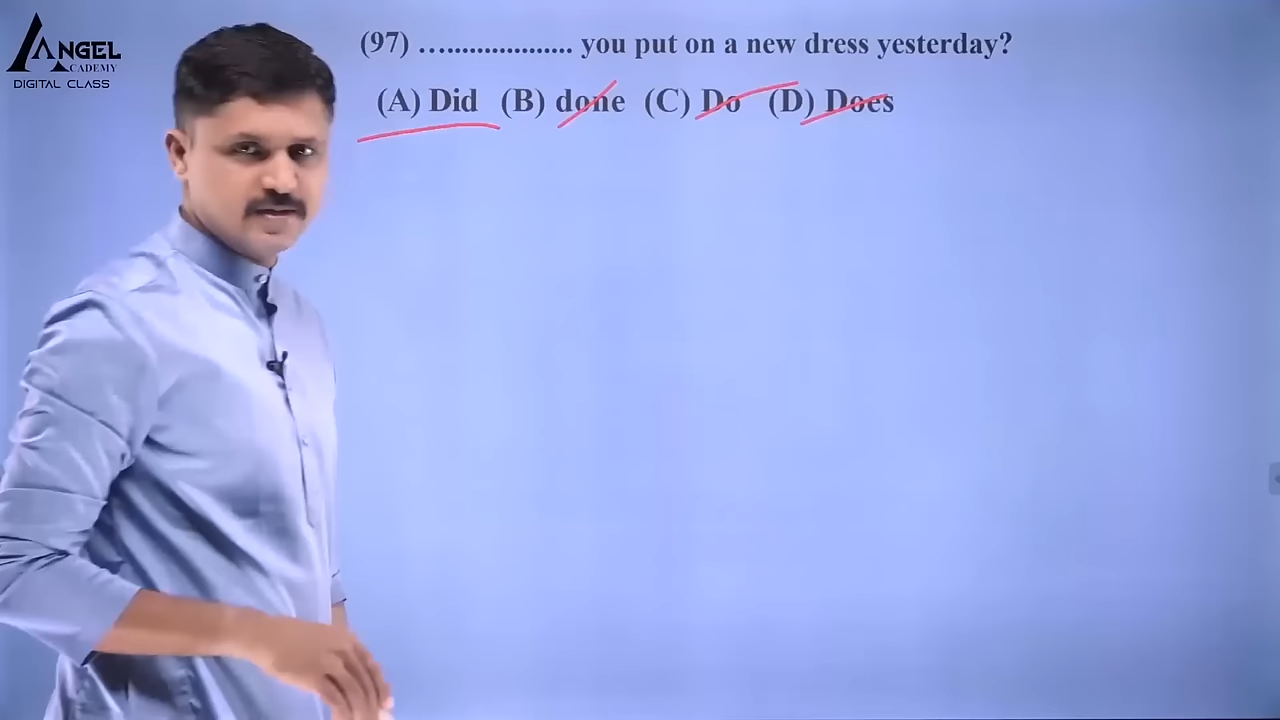 ANGEL
ACADEMY
DIGITAL CLASS
(97) ..................... you put on a new dress yesterday?
(A) Did (B) done (C) Do (D) Does